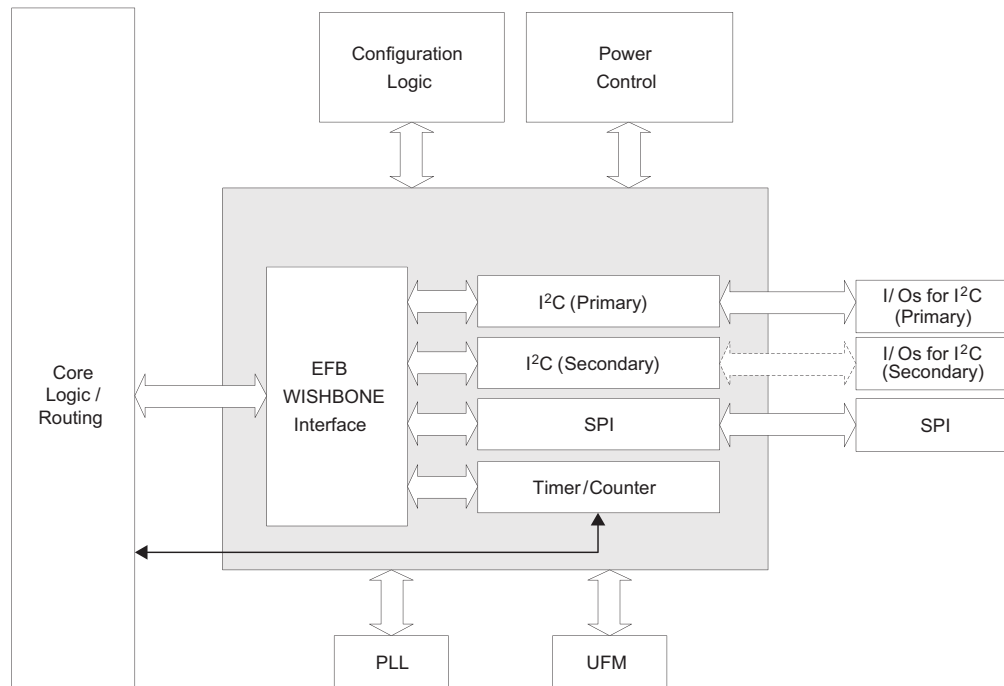 Configuration
Logic
Power
Control
Core
Logic /
Routing
EFB
WISHBONE
Interface
I²C (Primary)
I²C (Secondary)
SPI
Timer/Counter
I/ Os for I²C
(Primary)
I/ Os for I²C
(Secondary)
SPI
PLL
UFM